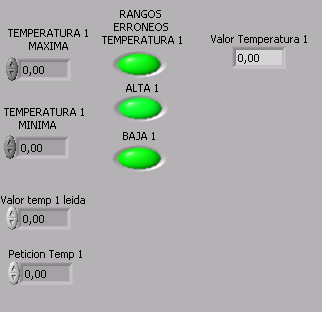 RANGOS
ERRONEOS
TEMPERATURA 1
TEMPERATURA 1
MAXIMA
0,00
Valor Temperatura 1
0,00
ALTA 1
TEMPERATURA 1
MINIMA
0,00
BAJA 1
Valor temp 1 leida
0,00
Peticion Temp 1
0,00